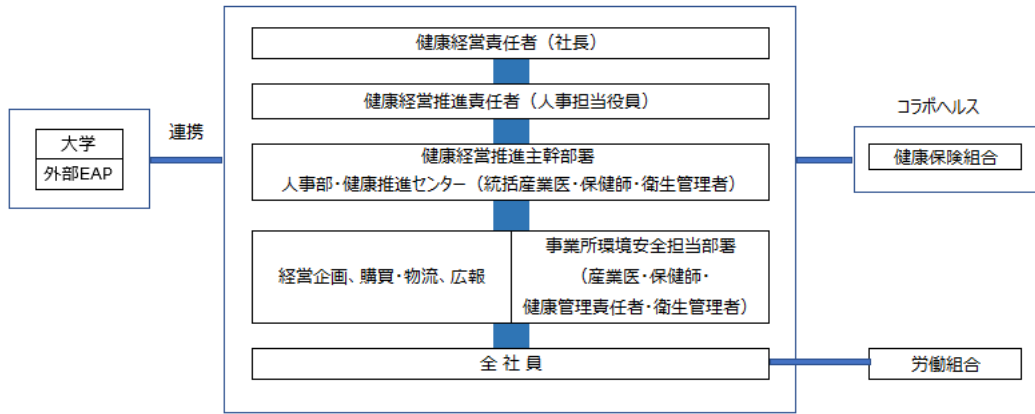 健康経営責任者（社長）
健康経営推進責任者（人事担当役員）
連携
コラボヘルス
大学
外部EAP
健康経営推進主幹部署
人事部・健康推進センター（統括産業医・保健師・衛生管理者）
健康保険組合
経営企画、購買・物流、広報
事業所環境安全担当部署
（産業医・保健師・
健康管理責任者・衛生管理者）
全 社 員
労働組合